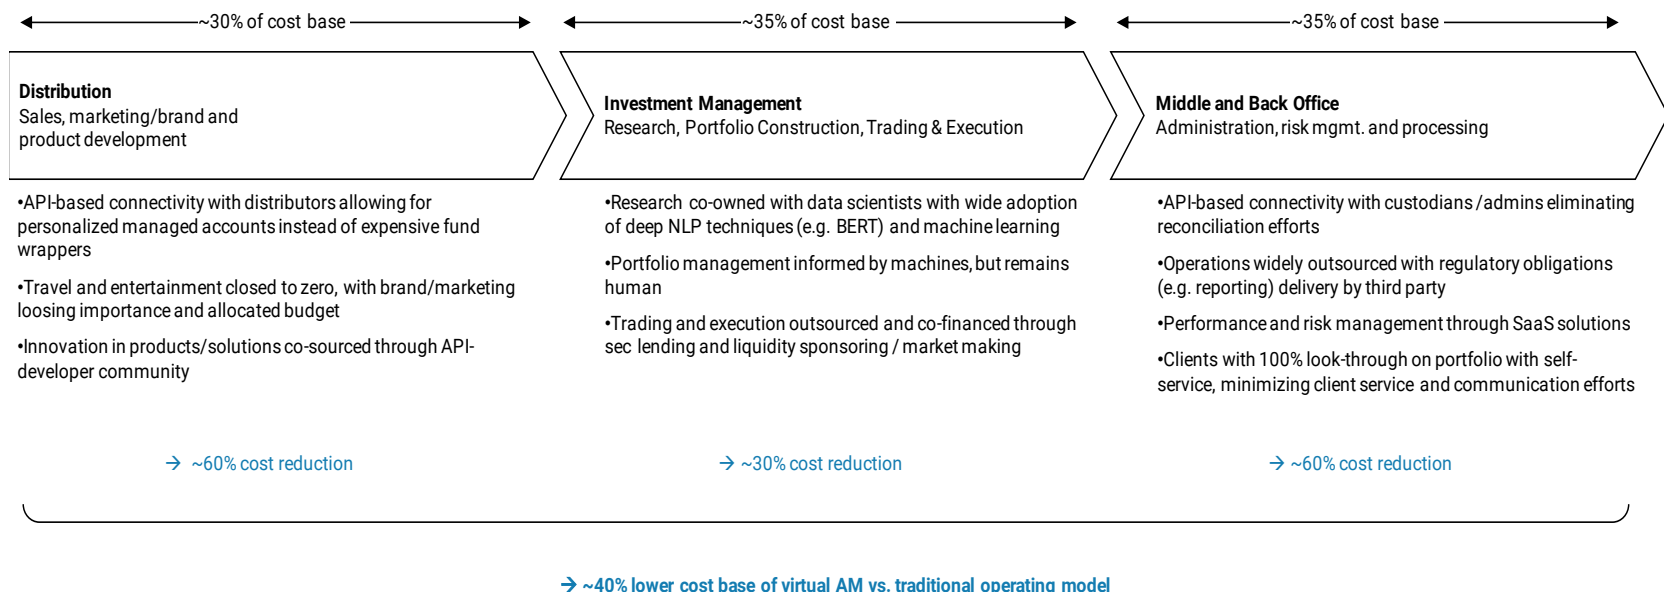 ~30% of cost base
~35% of cost base
~35% of cost base
Distribution
Sales, marketing/brand and
product development
Investment Management
Research, Portfolio Construction, Trading & Execution
Middle and Back Office
Administration, risk mgmt. and processing
•API-based connectivity with distributors allowing for
personalized managed accounts instead of expensive fund
wrappers
•Travel and entertainment closed to zero, with brand/marketing
loosing importance and allocated budget
•Innovation in products/solutions co-sourced through API-
developer community
•Research co-owned with data scientists with wide adoption
of deep NLP techniques (e.g. BERT) and machine learning
•Portfolio management informed by machines, but remains
human
•Trading and execution outsourced and co-financed through
sec lending and liquidity sponsoring / market making
•API-based connectivity with custodians /admins eliminating
reconciliation efforts
•Operations widely outsourced with regulatory obligations
(e.g. reporting) delivery by third party
•Performance and risk management through SaaS solutions
•Clients with 100% look-through on portfolio with self-
service, minimizing client service and communication efforts
→ ~60% cost reduction
→ ~30% cost reduction
→ ~60% cost reduction
→ ~40% lower cost base of virtual AM vs. traditional operating model